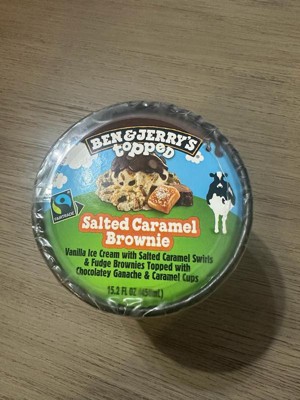 BEN & JERRY'S
topped
FAIRTRADE
Salted Caramel
Brownie
Vanilla Ice Cream with Salted Caramel Swirls
& Fudge Brownies Topped with
Chocolatey Ganache & Caramel Cups
15.2 FL OZ (450mL)